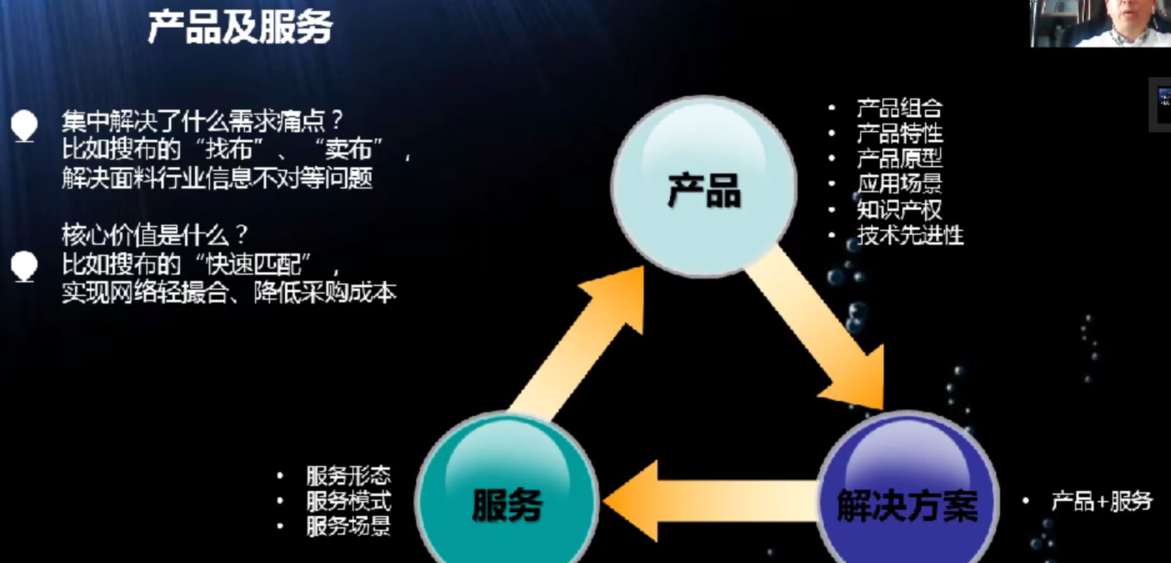 产品及服务
集中解决了什么需求痛点？
比如搜布的“找布”、“卖布”，
解决面料行业信息不对等问题
核心价值是什么？
比如搜布的“快速匹配”，
实现网络轻撮合、降低采购成本
产品
• 产品组合
• 产品特性
• 产品原型
• 应用场景
• 知识产权
• 技术先进性
• 服务形态
• 服务模式
• 服务场景
服务
解决方案
• 产品+服务